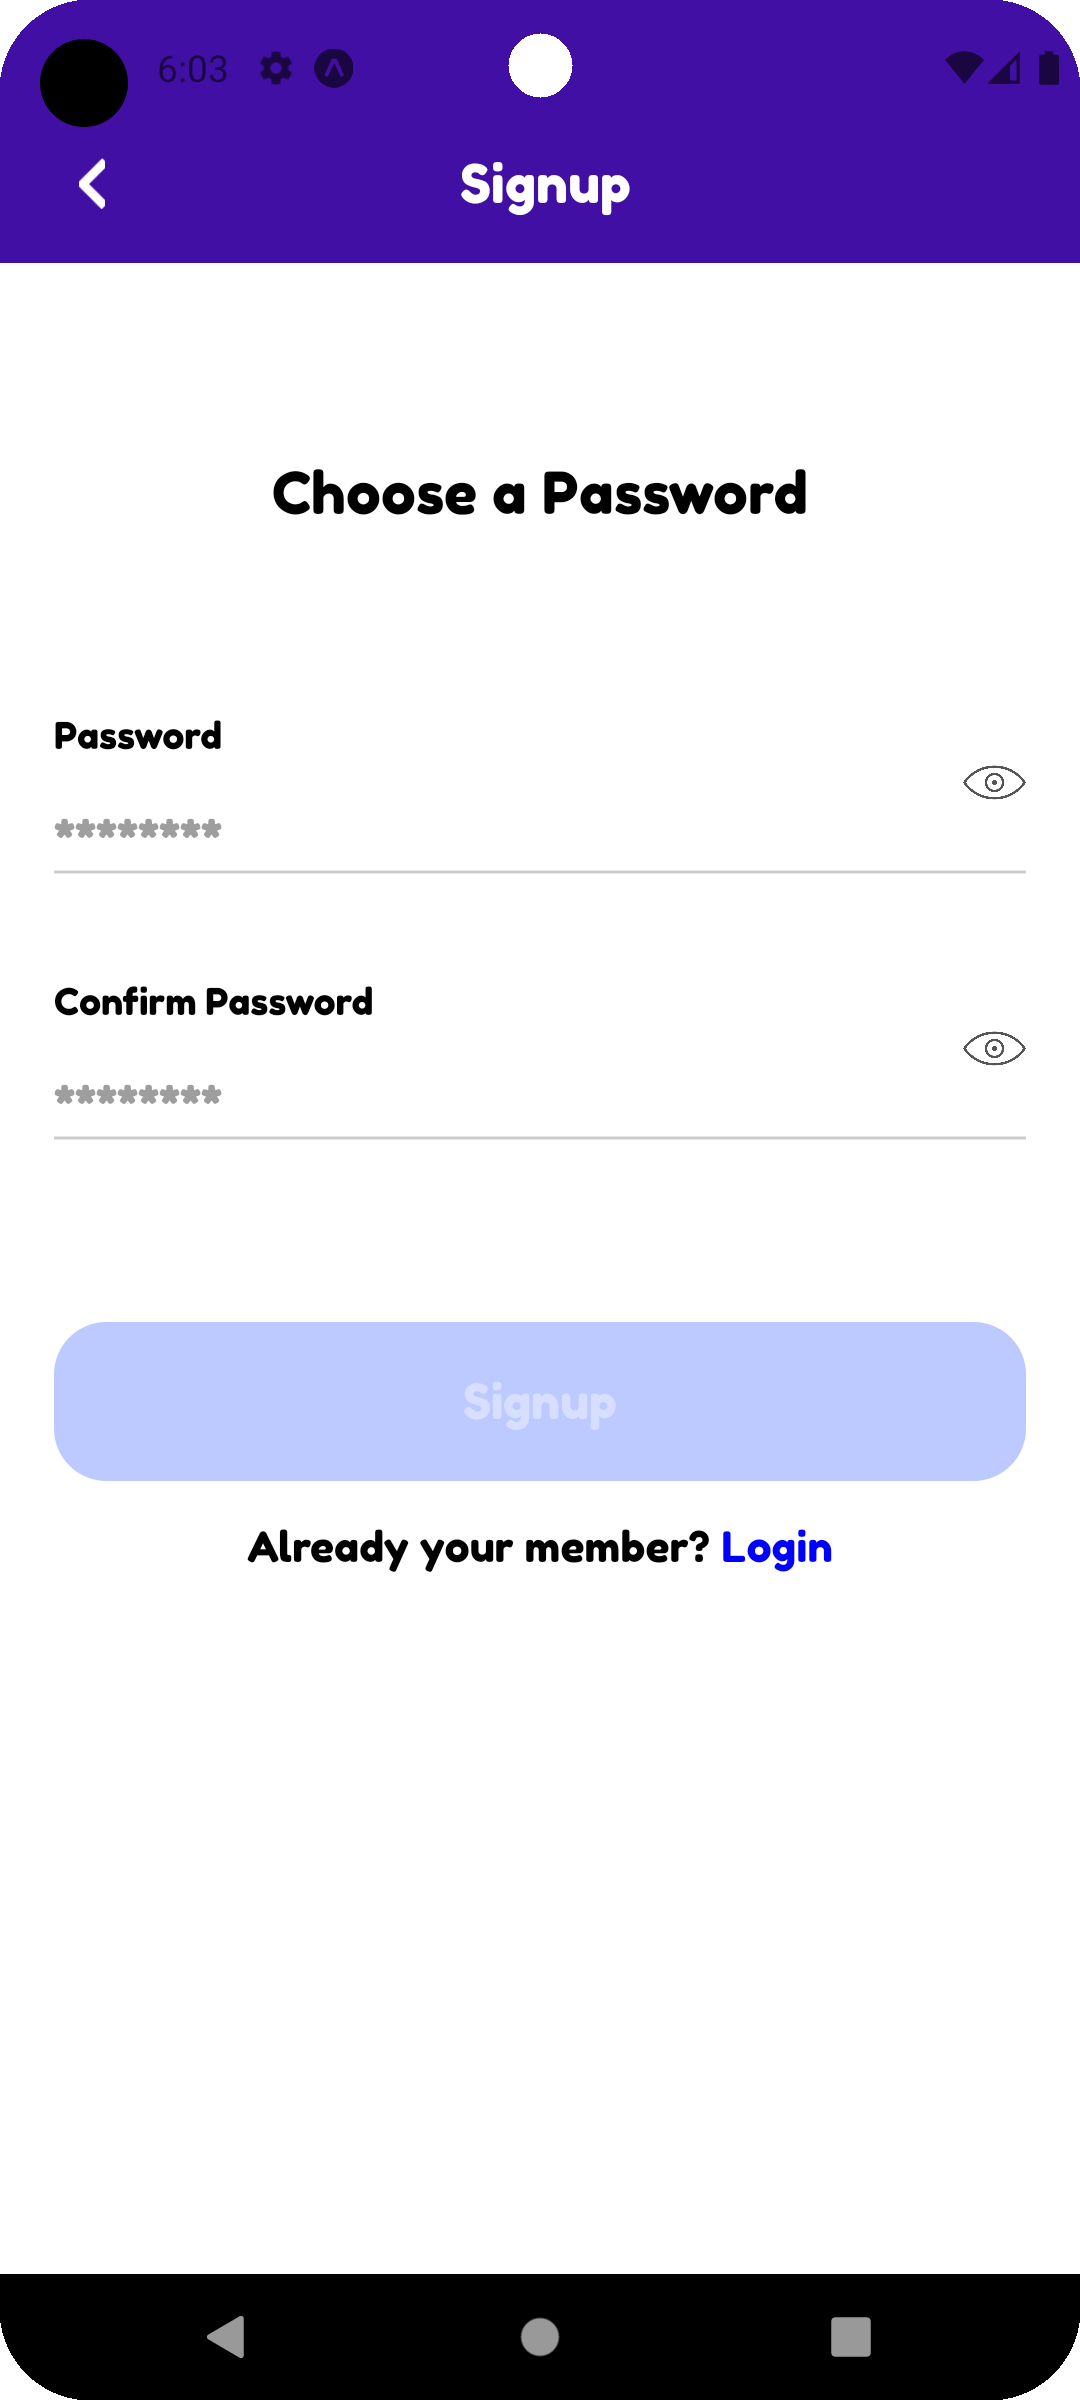 6:03
Signup
Choose a Password
Password
********
Confirm Password
********
Signup
Already your member? Login